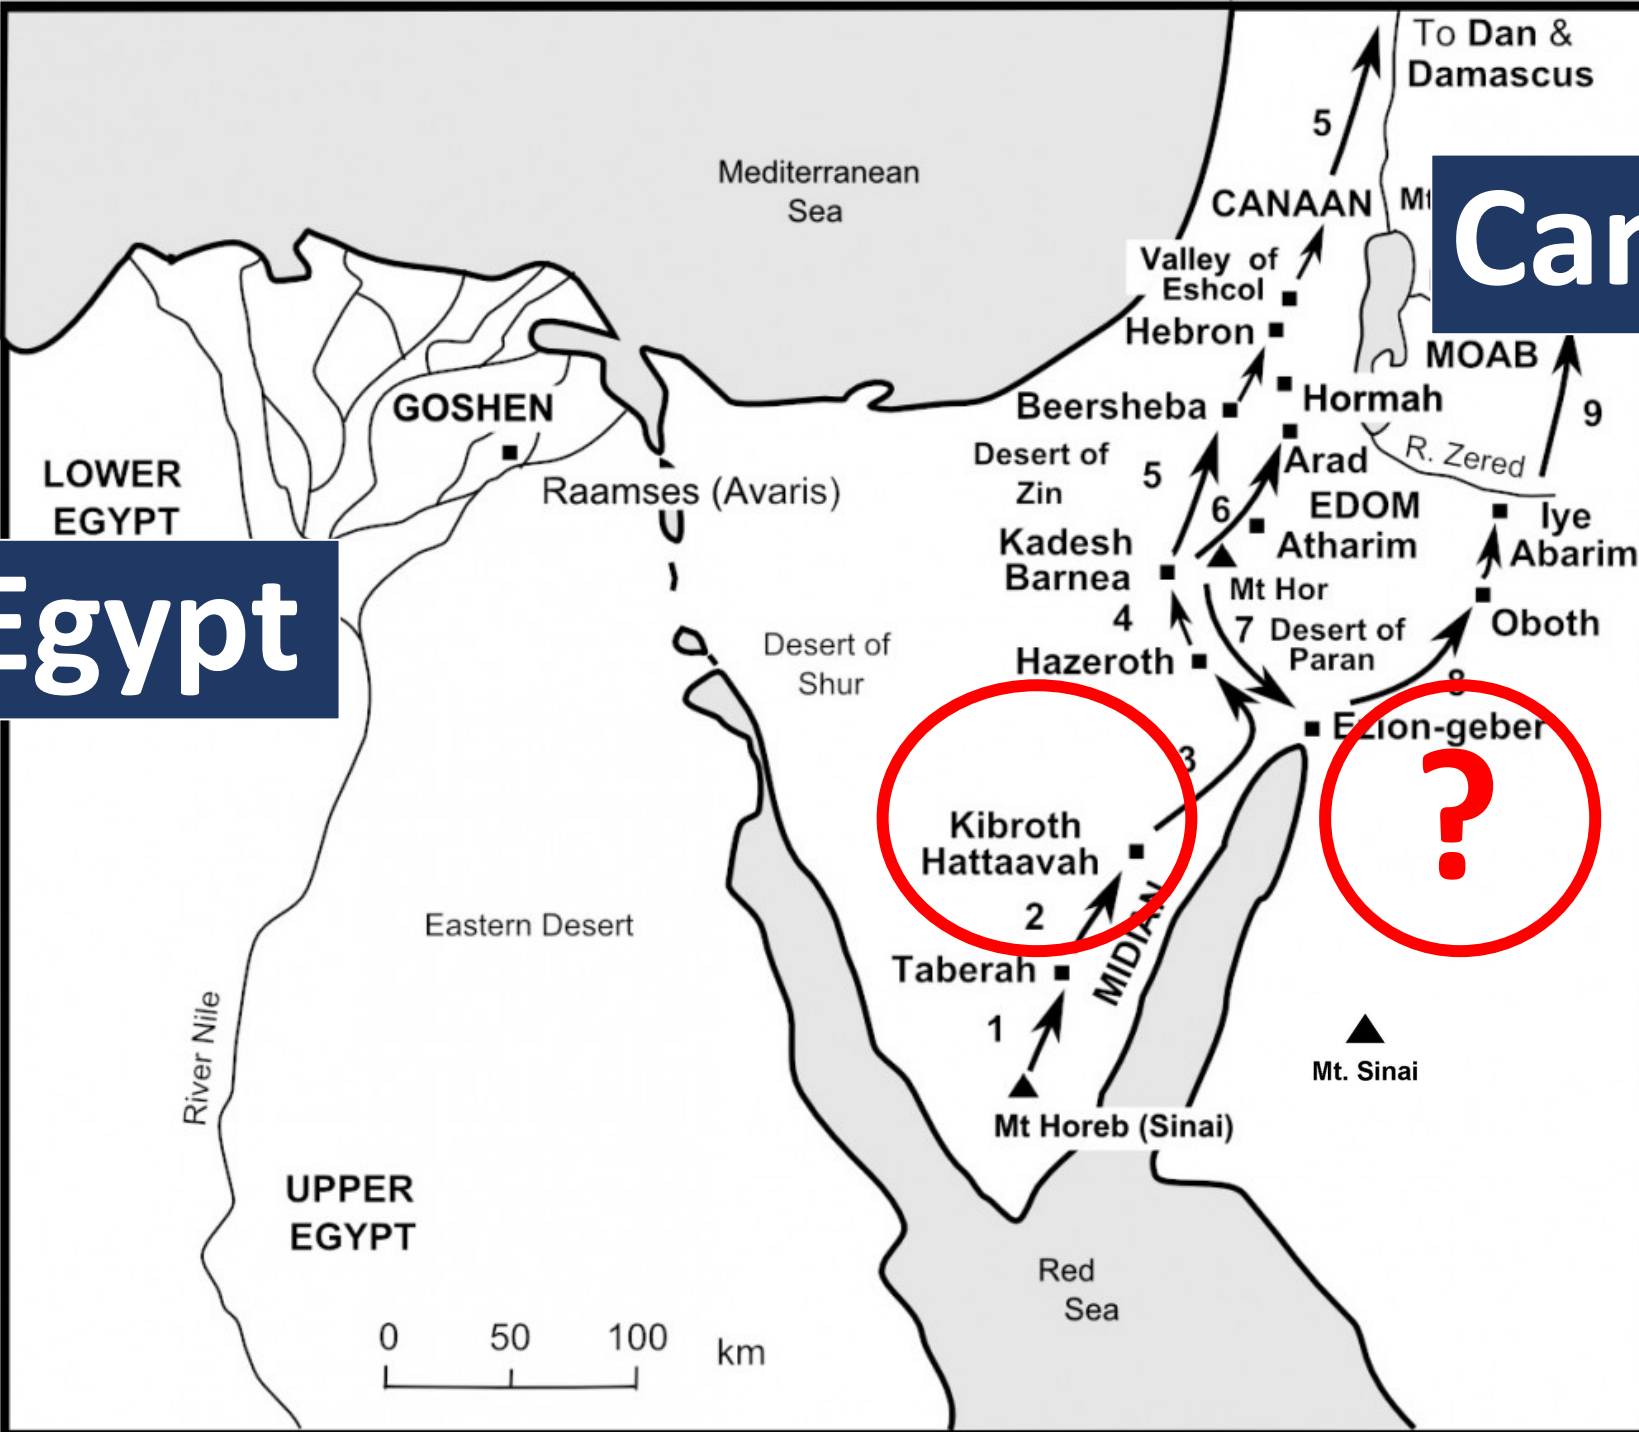 To Dan &
Damascus
5
Mediterranean
Sea
CANAAN
Mt
Car
Valley of
Eshcol
Hebron
MOAB
Beersheba
Hormah
9
GOSHEN
Desert of
Zin
5
Arad
R. Zered
LOWER
EGYPT
Raamses (Avaris)
6
EDOM
Atharim
Iye
Abarim
Kadesh
Barnea
Mt Hor
4
7
Desert of
Paran
Oboth
Egypt
Desert of
Shur
Hazeroth
8
Ezion-geber
3
?
Kibroth
Hattaavah
2
MIDIAN
Eastern Desert
Taberah
1
River Nile
Mt. Sinai
Mt Horeb (Sinai)
UPPER
EGYPT
Red
Sea
0 50 100
km